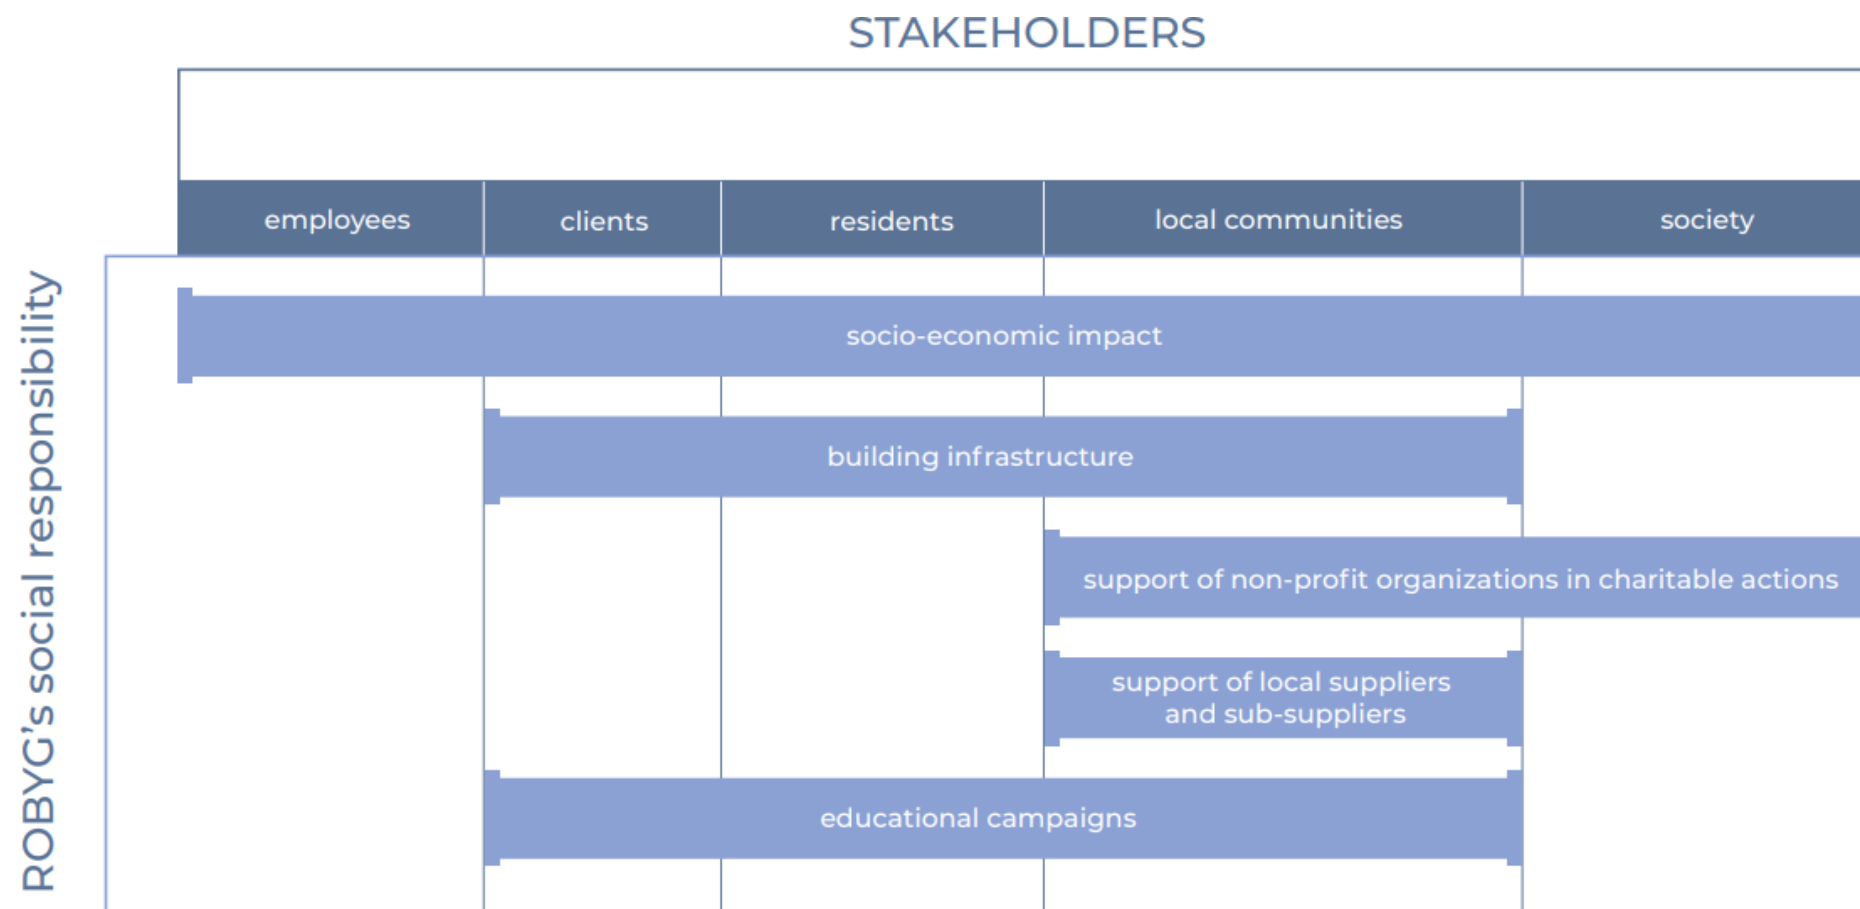 STAKEHOLDERS
employees
clients
residents
local communities
society
ROBYG's social responsibility
socio-economic impact
building infrastructure
support of non-profit organizations in charitable actions
support of local suppliers
and sub-suppliers
educational campaigns